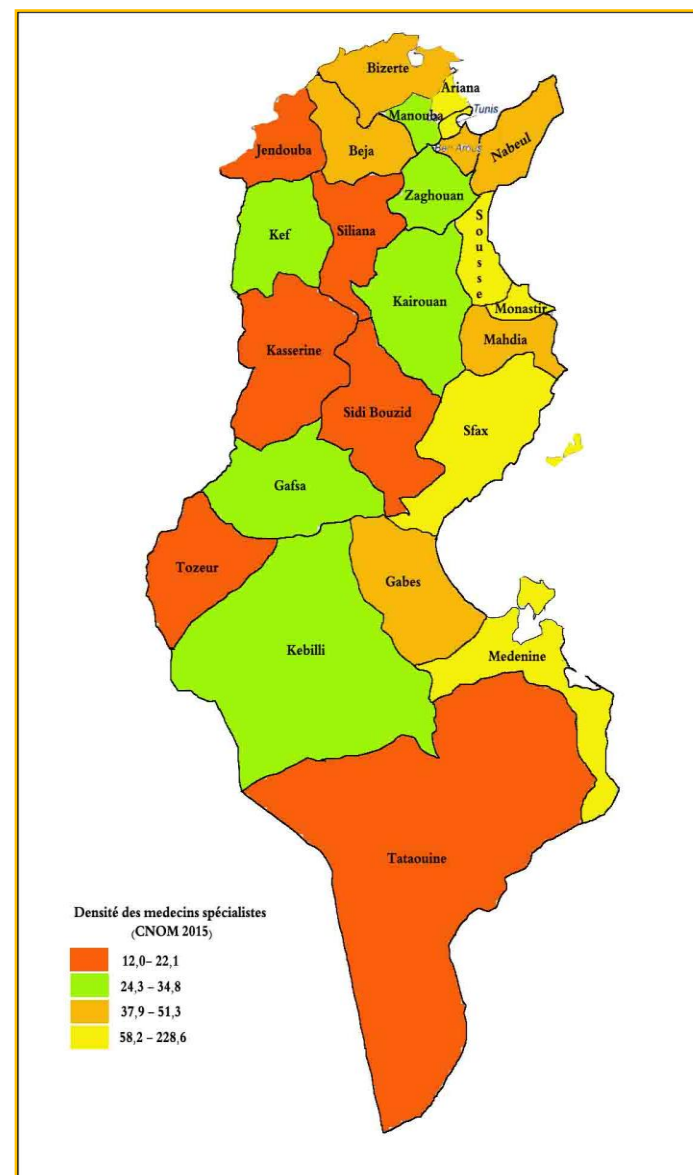 Bizerte
Ariana
Tunis
Manouba
Ben Arous
Nabeul
Jendouba
Beja
Zaghouan
Kef
Siliana
Sousse
Kairouan
Monastir
Mahdia
Kasserine
Sidi Bouzid
Sfax
Gafsa
Tozeur
Gabes
Kebilli
Medenine
Tataouine
Densité des medecins spécialistes
(CNOM 2015)
12,0– 22,1
24,3 – 34,8
37,9 – 51,3
58,2 – 228,6